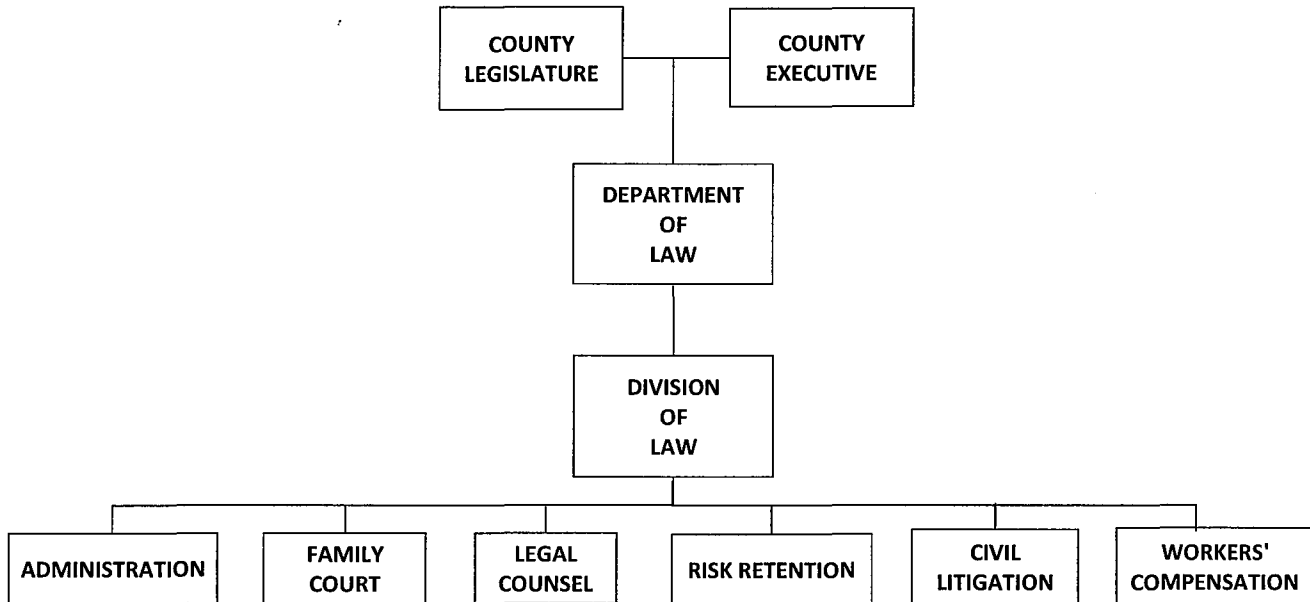 COUNTY
LEGISLATURE
COUNTY
EXECUTIVE
DEPARTMENT
OF
LAW
DIVISION
OF
LAW
ADMINISTRATION
FAMILY
COURT
LEGAL
COUNSEL
RISK RETENTION
CIVIL
LITIGATION
WORKERS'
COMPENSATION